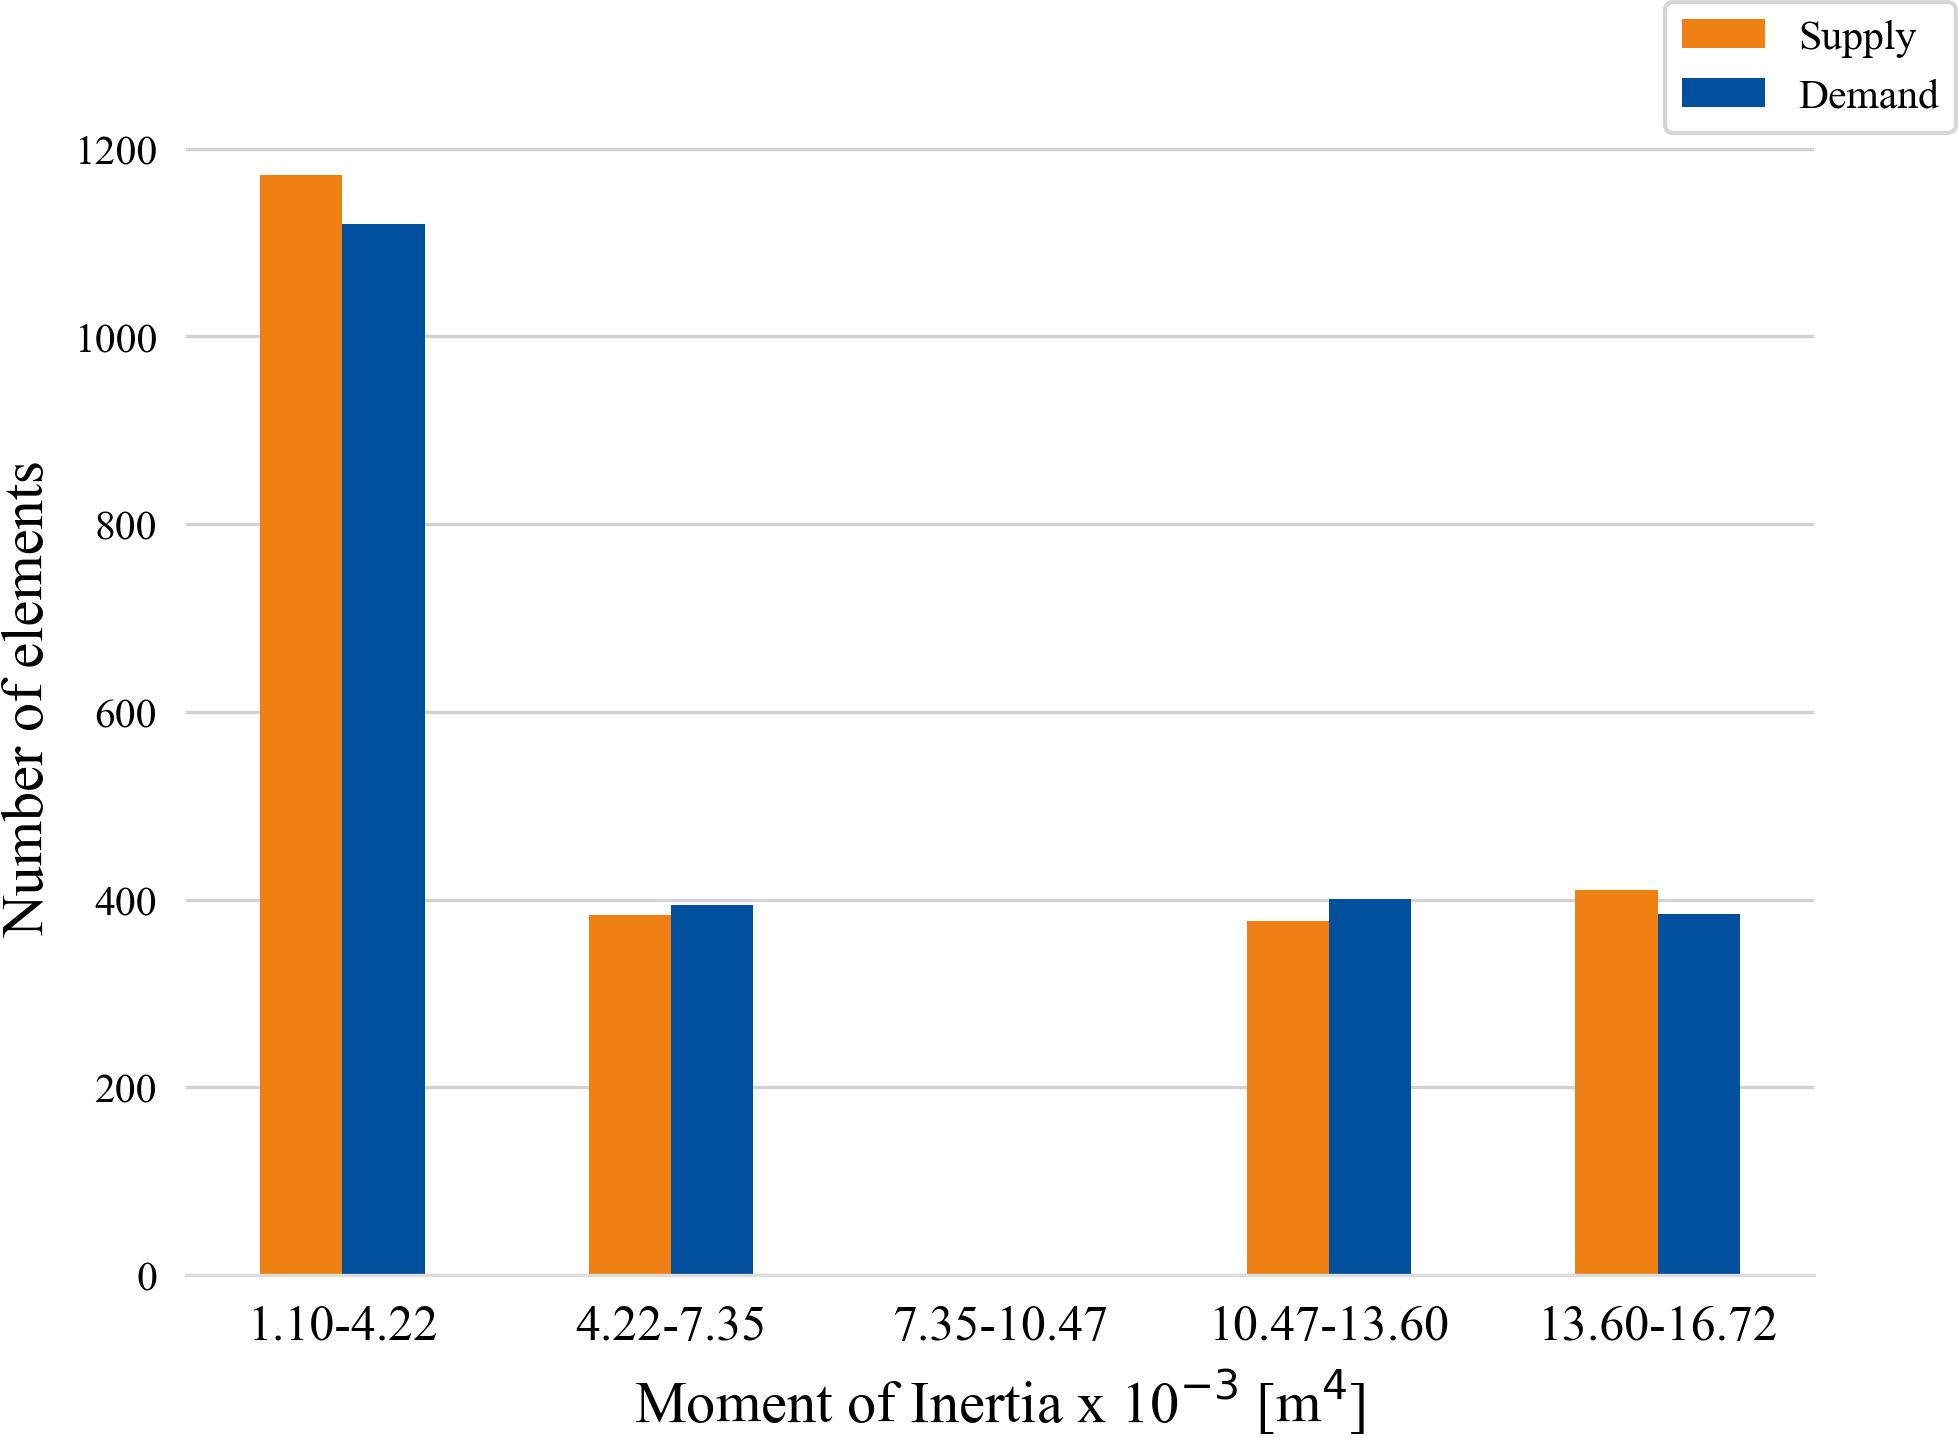 Supply
Demand
1200
1000
800
600
400
200
0
Number of elements
1.10-4.22 4.22-7.35 7.35-10.47 10.47-13.60 13.60-16.72
Moment of Inertia x 10⁻³ [m⁴]